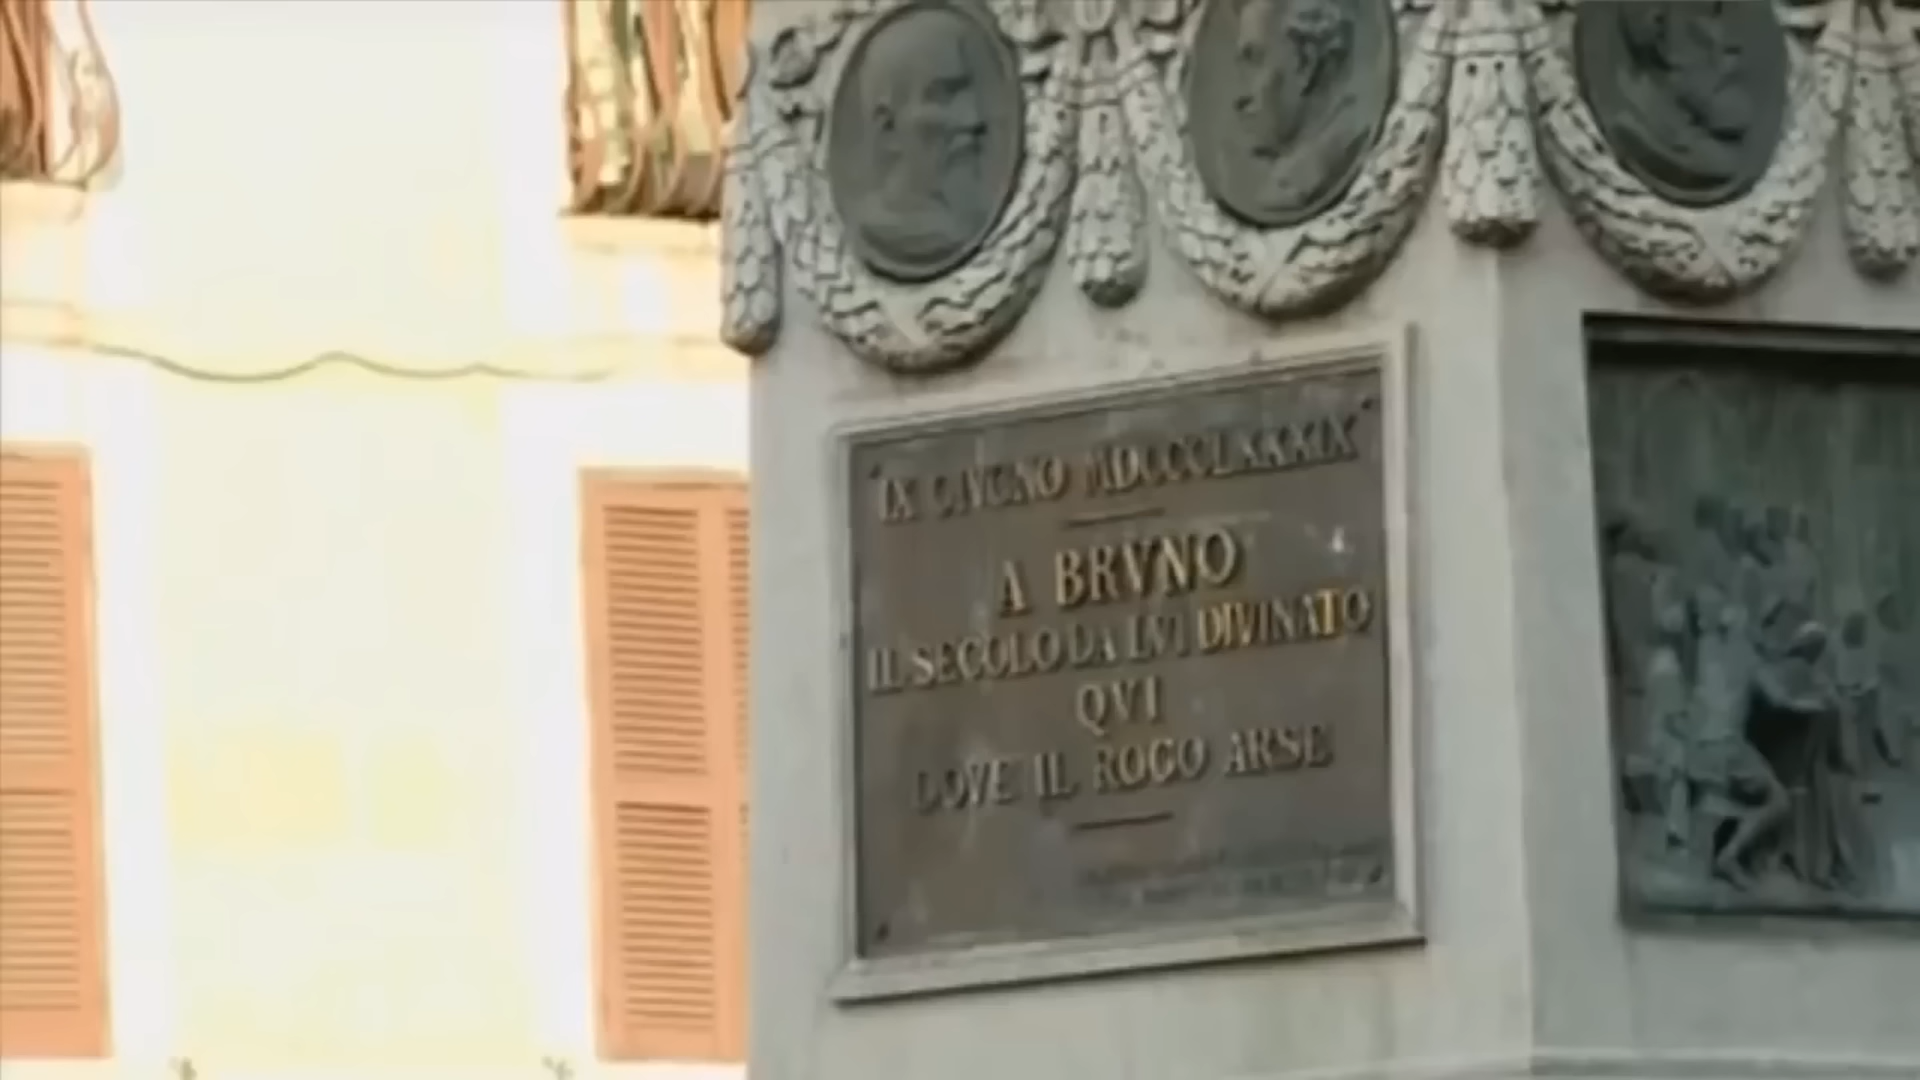 IX GIVGNO MDCCCLXXXIX
A BRVNO
IL SECOLO DA LVI DIVINATO
QVI
DOVE IL ROGO ARSE